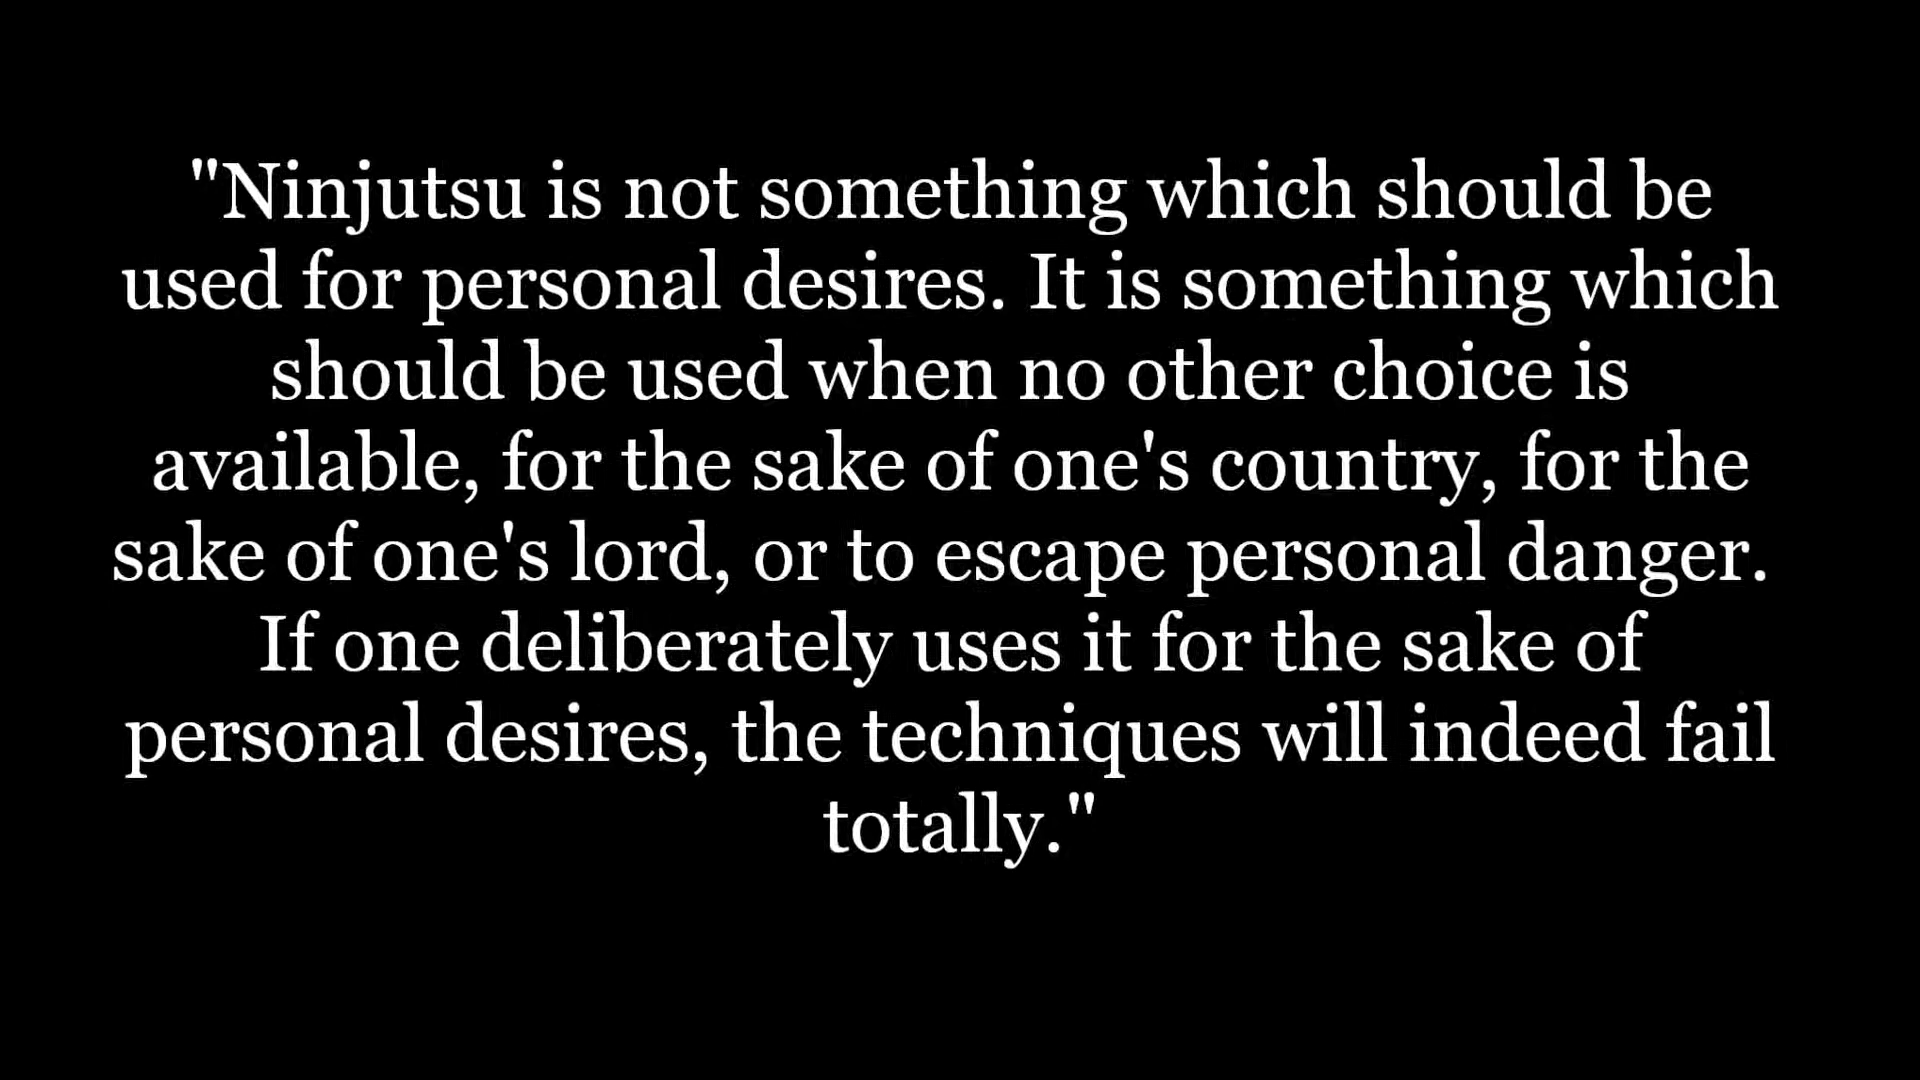 "Ninjutsu is not something which should be
used for personal desires. It is something which
should be used when no other choice is
available, for the sake of one's country, for the
sake of one's lord, or to escape personal danger.
If one deliberately uses it for the sake of
personal desires, the techniques will indeed fail
totally."